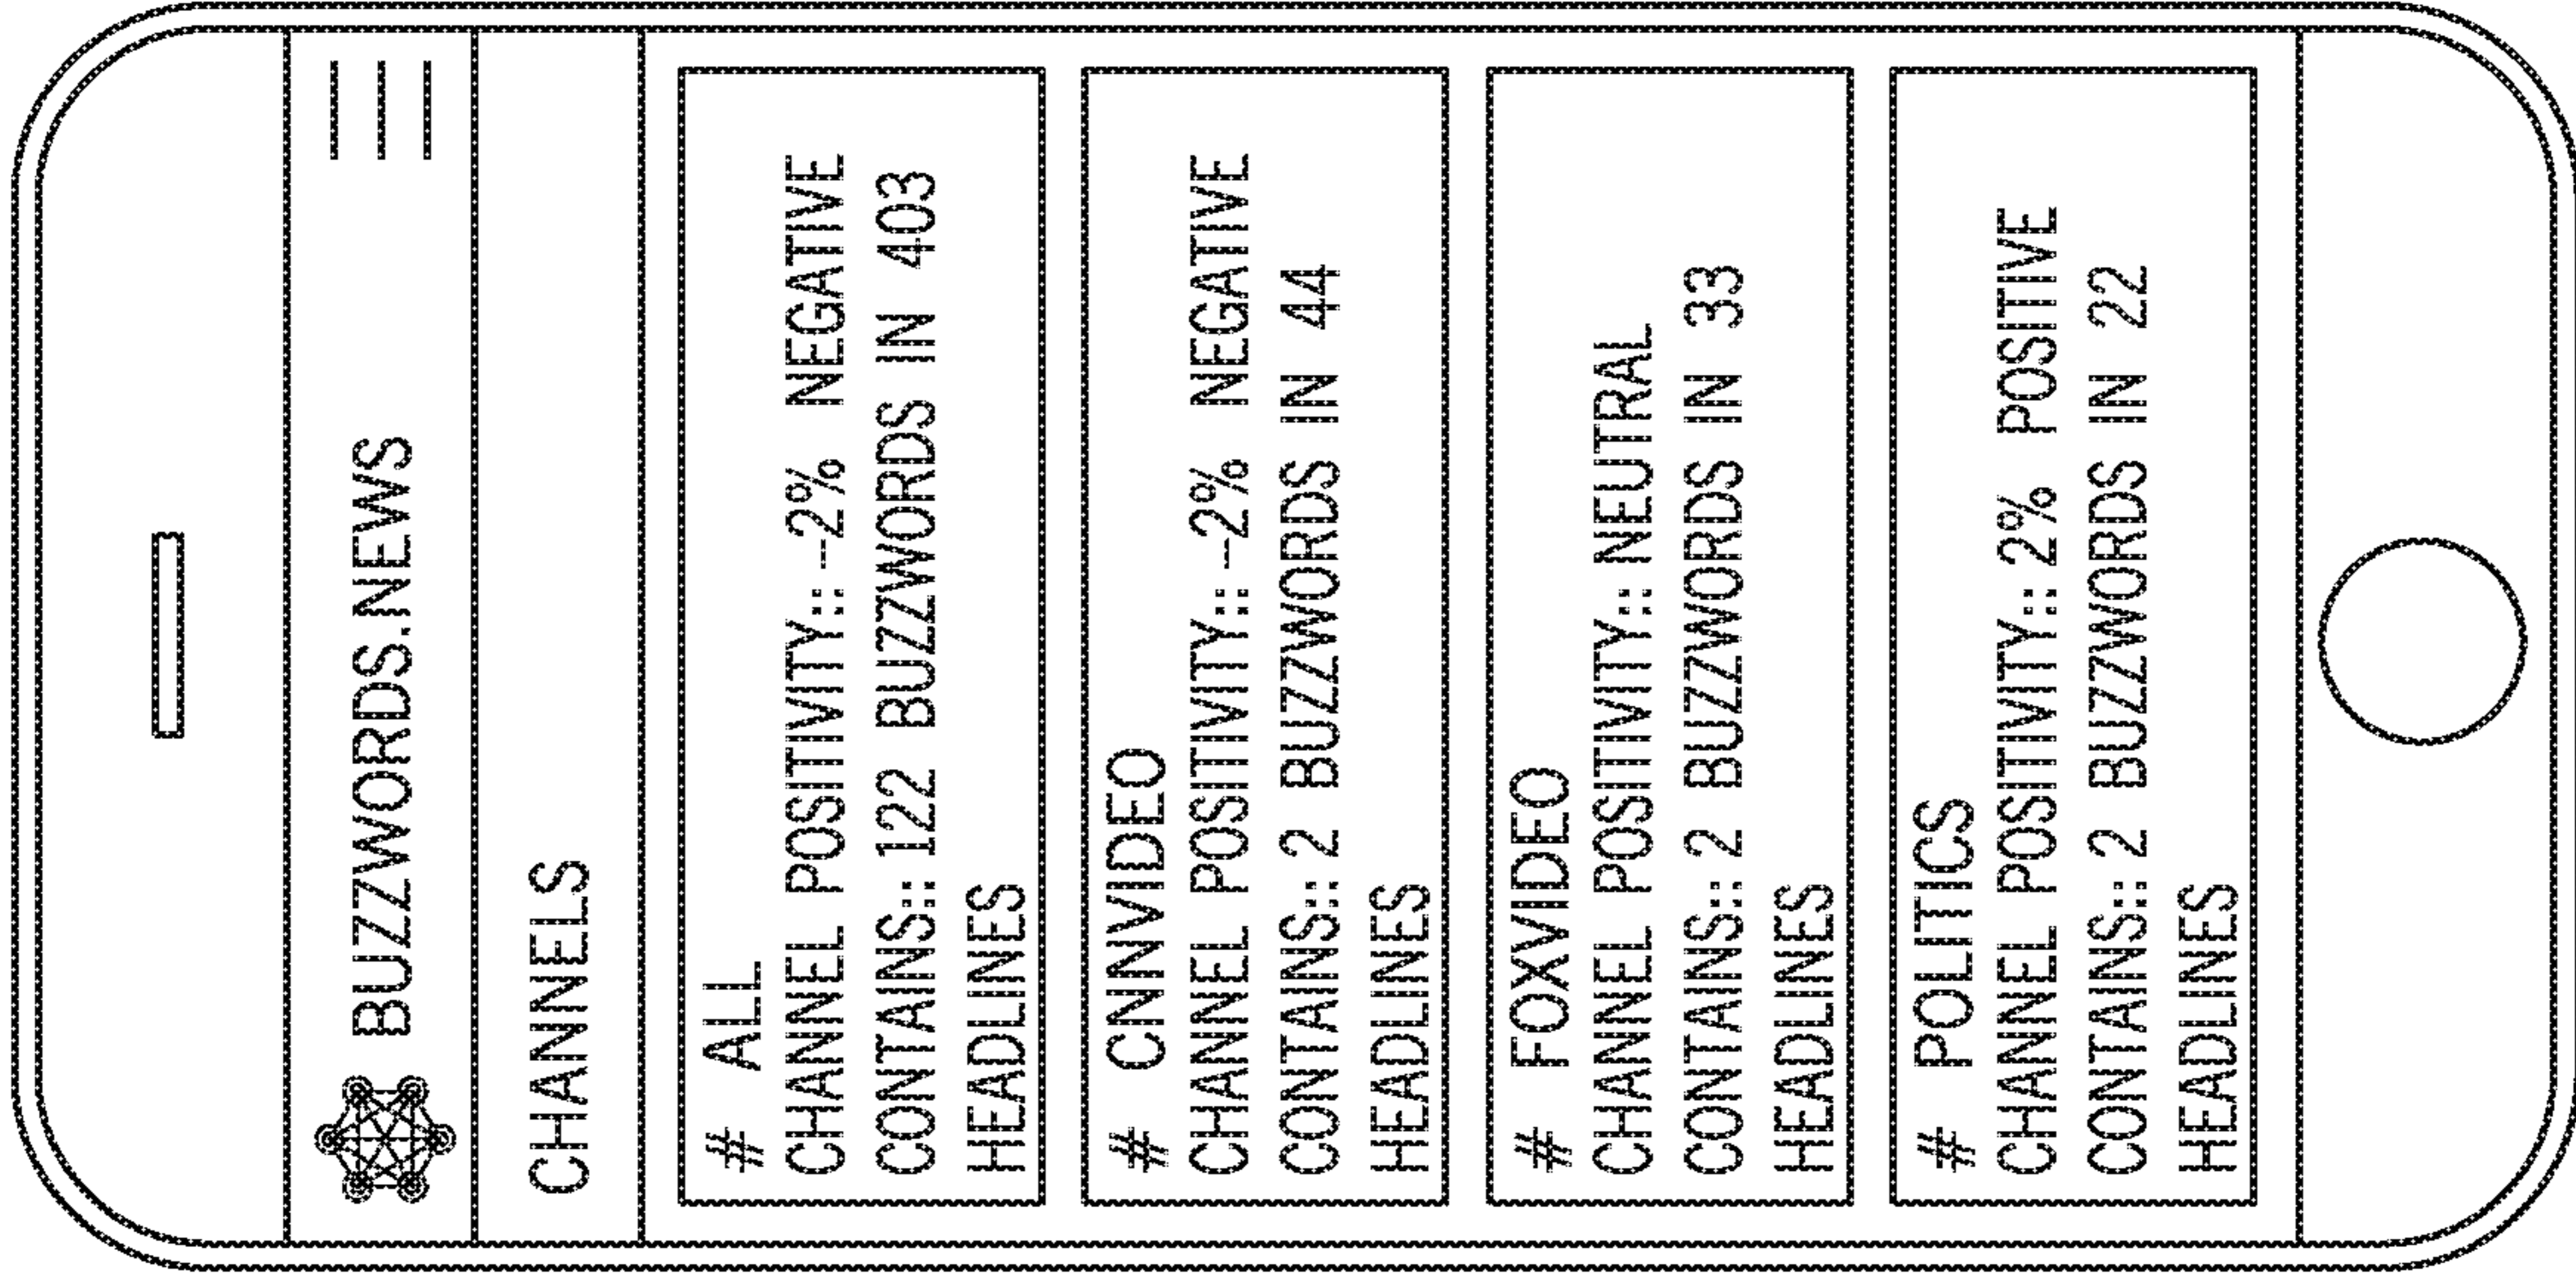 BUZZWORDS.NEWS
CHANNELS
# ALL
CHANNEL POSITIVITY:: -2% NEGATIVE
CONTAINS:: 122 BUZZWORDS IN 403
HEADLINES
# CNNVIDEO
CHANNEL POSITIVITY:: -2% NEGATIVE
CONTAINS:: 2 BUZZWORDS IN 44
HEADLINES
# FOXVIDEO
CHANNEL POSITIVITY:: NEUTRAL
CONTAINS:: 2 BUZZWORDS IN 33
HEADLINES
# POLITICS
CHANNEL POSITIVITY:: 2% POSITIVE
CONTAINS:: 2 BUZZWORDS IN 22
HEADLINES